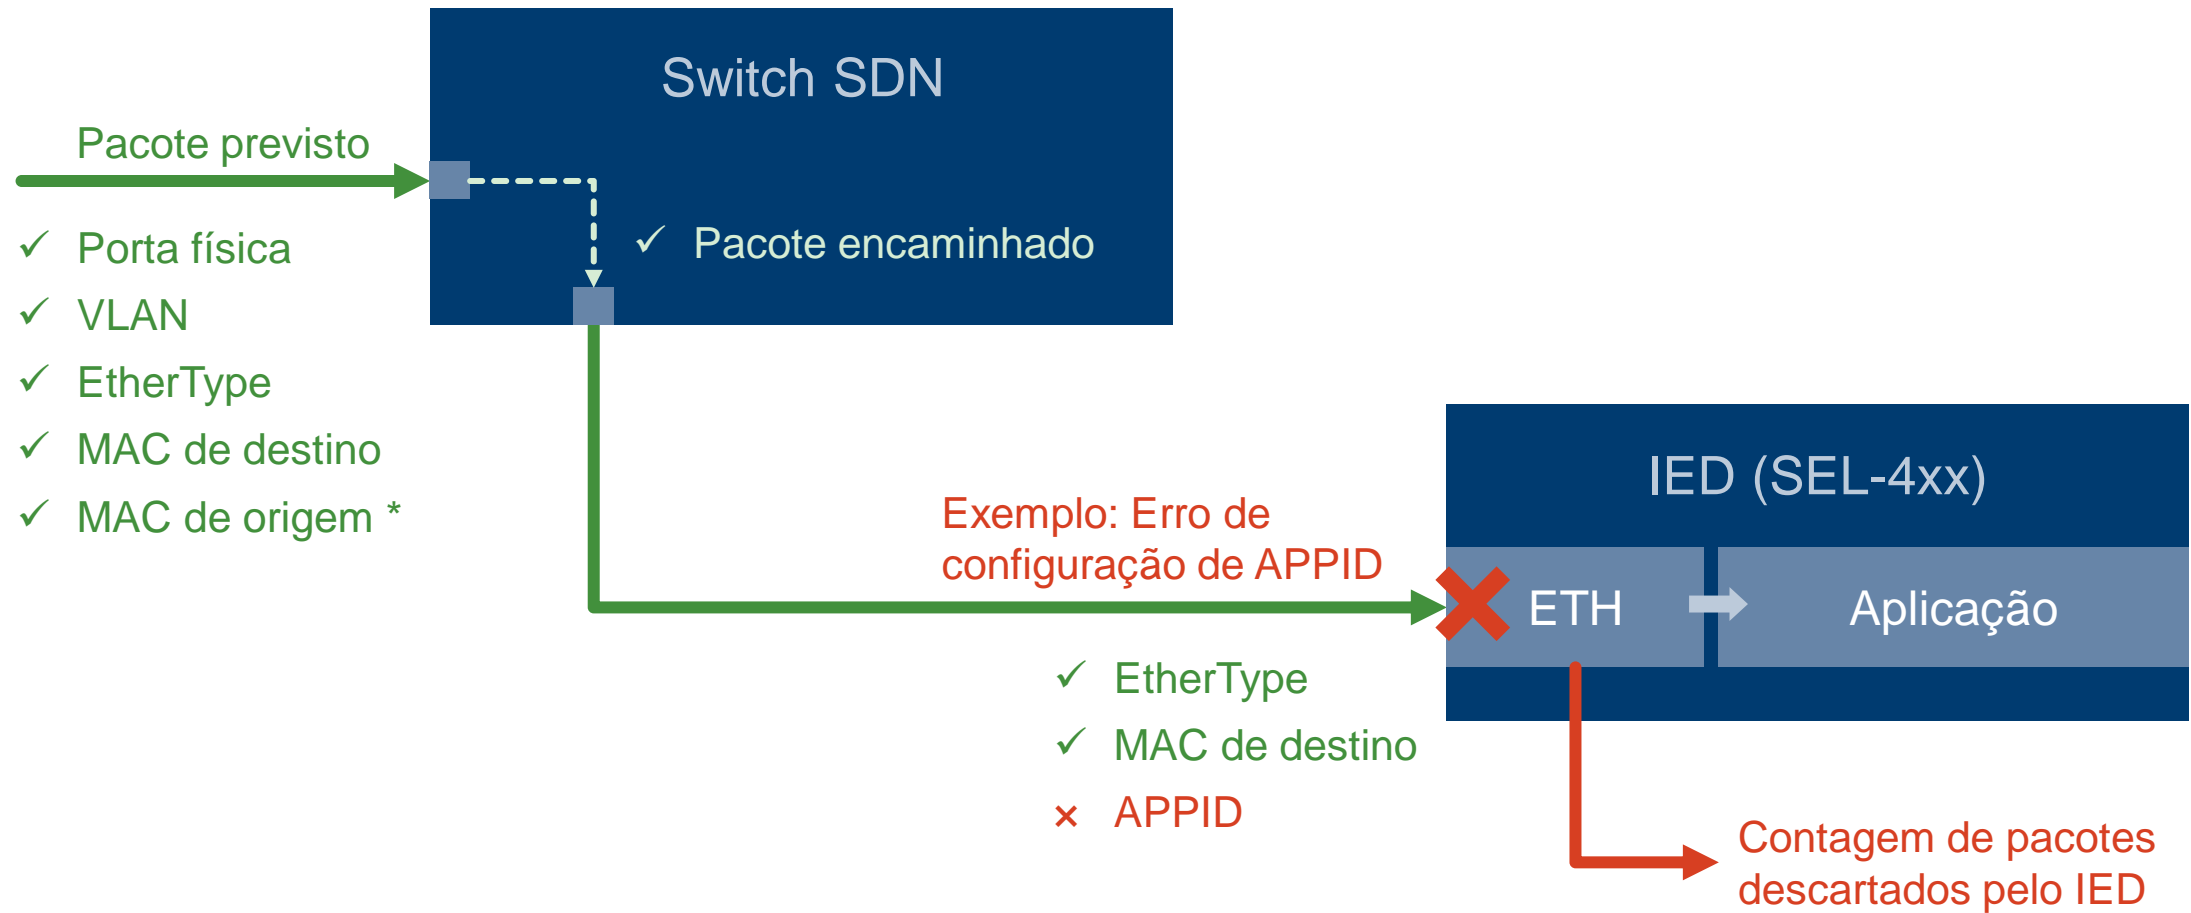 Switch SDN
Pacote previsto
✓ Porta física
✓ VLAN
✓ EtherType
✓ MAC de destino
✓ MAC de origem *
✓ Pacote encaminhado
Exemplo: Erro de
configuração de APPID
✓ EtherType
✓ MAC de destino
× APPID
IED (SEL-4xx)
ETH
Aplicação
Contagem de pacotes
descartados pelo IED